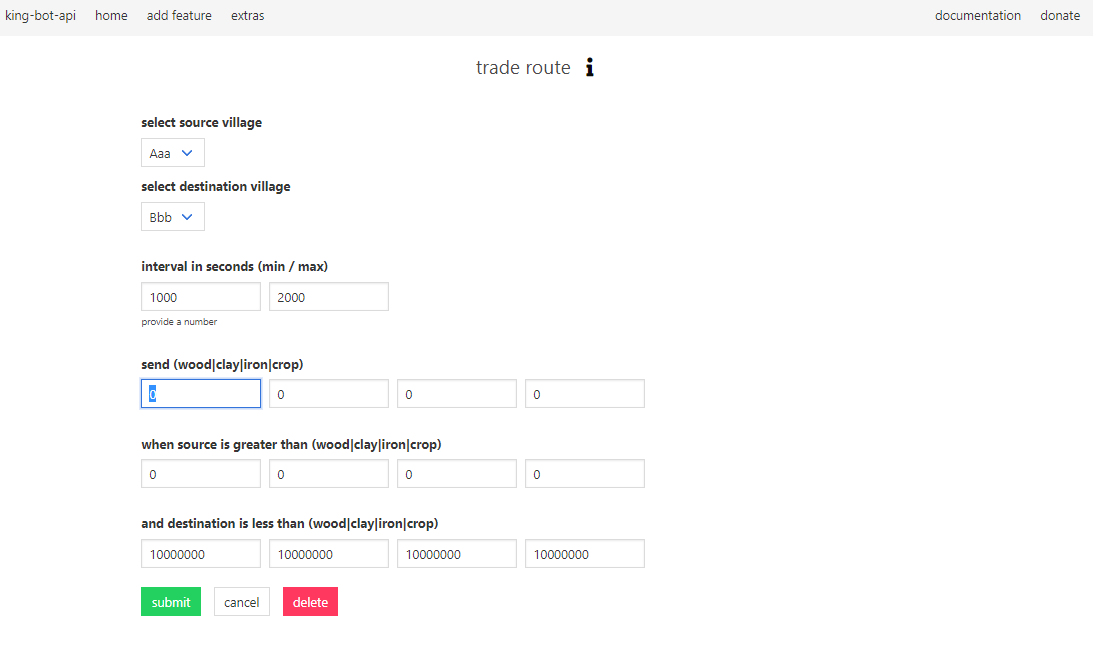 king-bot-api home add feature extras documentation donate
trade route i
select source village
Aaa
select destination village
Bbb
interval in seconds (min / max)
1000 2000
provide a number
send (wood|clay|iron|crop)
0 0 0 0
when source is greater than (wood|clay|iron|crop)
0 0 0 0
and destination is less than (wood|clay|iron|crop)
10000000 10000000 10000000 10000000
submit cancel delete